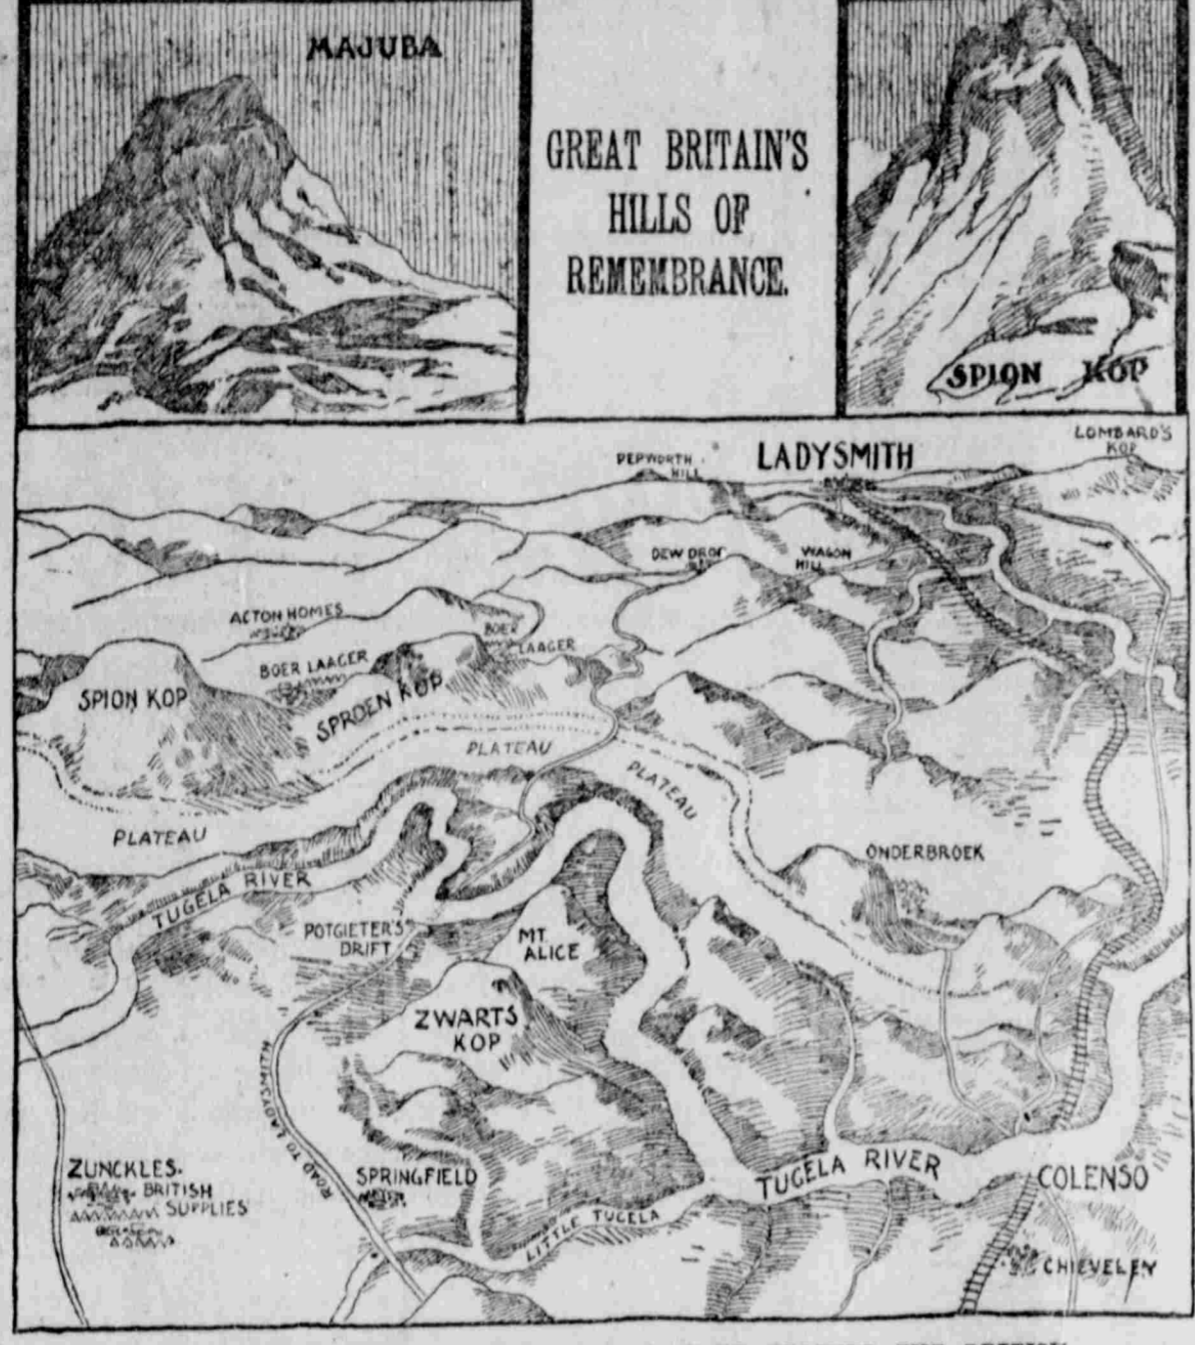 MAJUBA
GREAT BRITAIN'S
HILLS OF
REMEMBRANCE.
SPION KOP
LOMBARD'S
KOP
LADYSMITH
PEPWORTH
HILL
DEW DROP
WAGON
HILL
ACTON HOMES
BOER
LAAGER
BOER LAAGER
SPION KOP
SPROEN KOP
PLATEAU
PLATEAU
PLATEAU
ONDERBROEK
TUGELA RIVER
POTGIETER'S
DRIFT
MT.
ALICE
ZWARTS
KOP
ROAD TO LADYSMITH
ZUNCKLES.
BRITISH
SUPPLIES
SPRINGFIELD
TUGELA RIVER
COLENSO
LITTLE TUGELA
CHIEVELEY